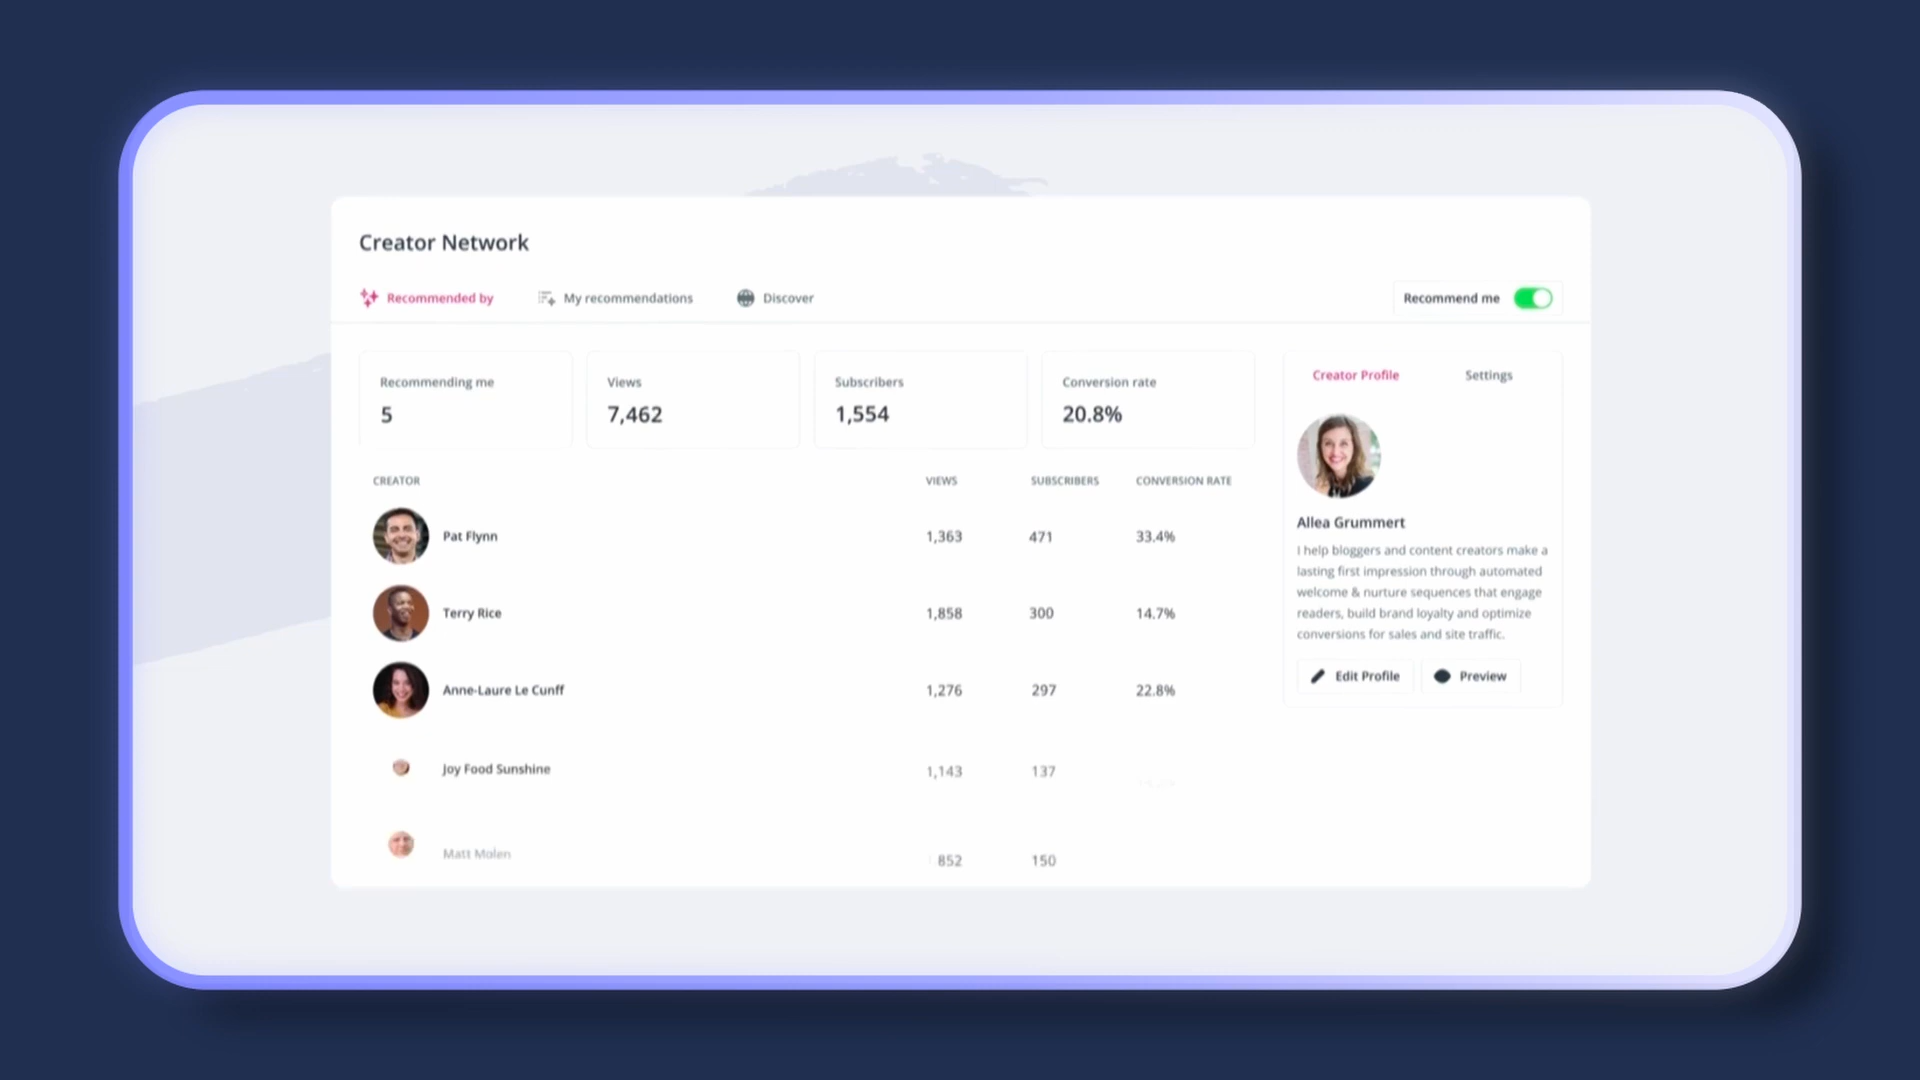 Creator Network
Recommended by
My recommendations
Discover
Recommend me
Recommending me
5
Views
7,462
Subscribers
1,554
Conversion rate
20.8%
CREATOR VIEWS SUBSCRIBERS CONVERSION RATE
Pat Flynn 1,363 471 33.4%
Terry Rice 1,858 300 14.7%
Anne-Laure Le Cunff 1,276 297 22.8%
Joy Food Sunshine 1,143 137
Matt Molen 852 150
Creator Profile
Settings
Allea Grummert
I help bloggers and content creators make a
lasting first impression through automated
welcome & nurture sequences that engage
readers, build brand loyalty and optimize
conversions for sales and site traffic.
Edit Profile
Preview